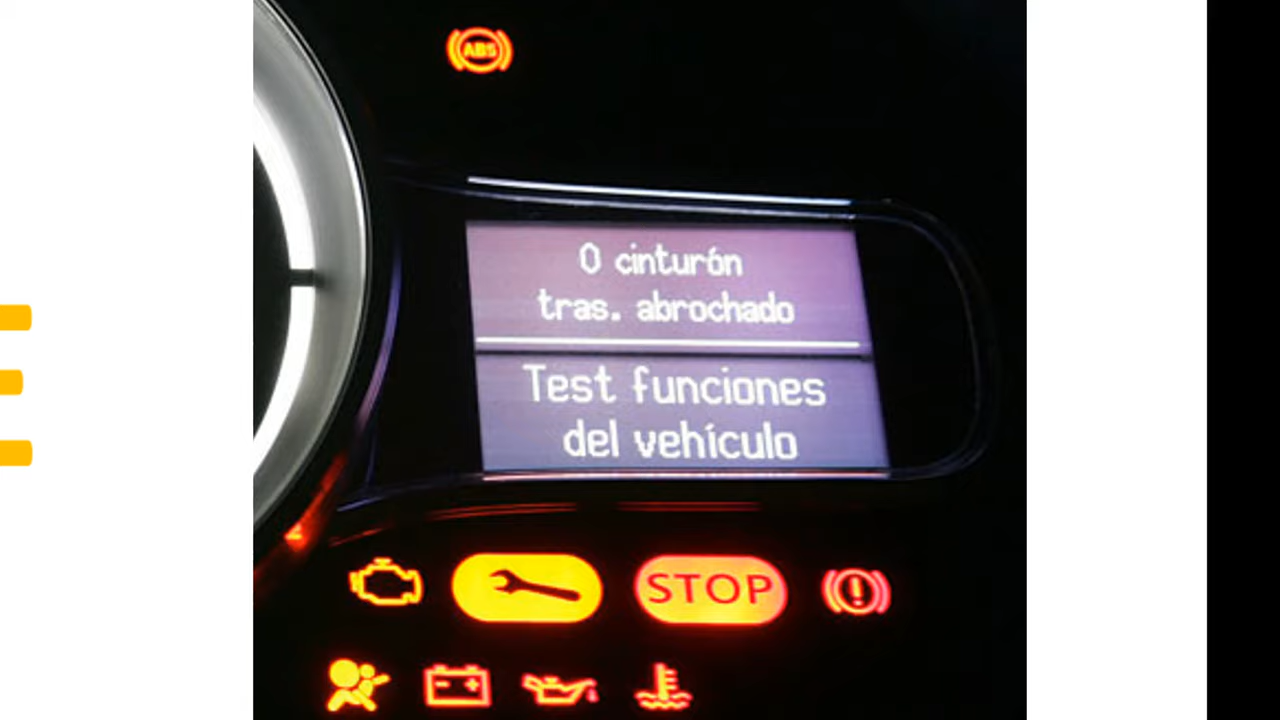 ABS
0 cinturón
tras. abrochado
Test funciones
del vehículo
STOP